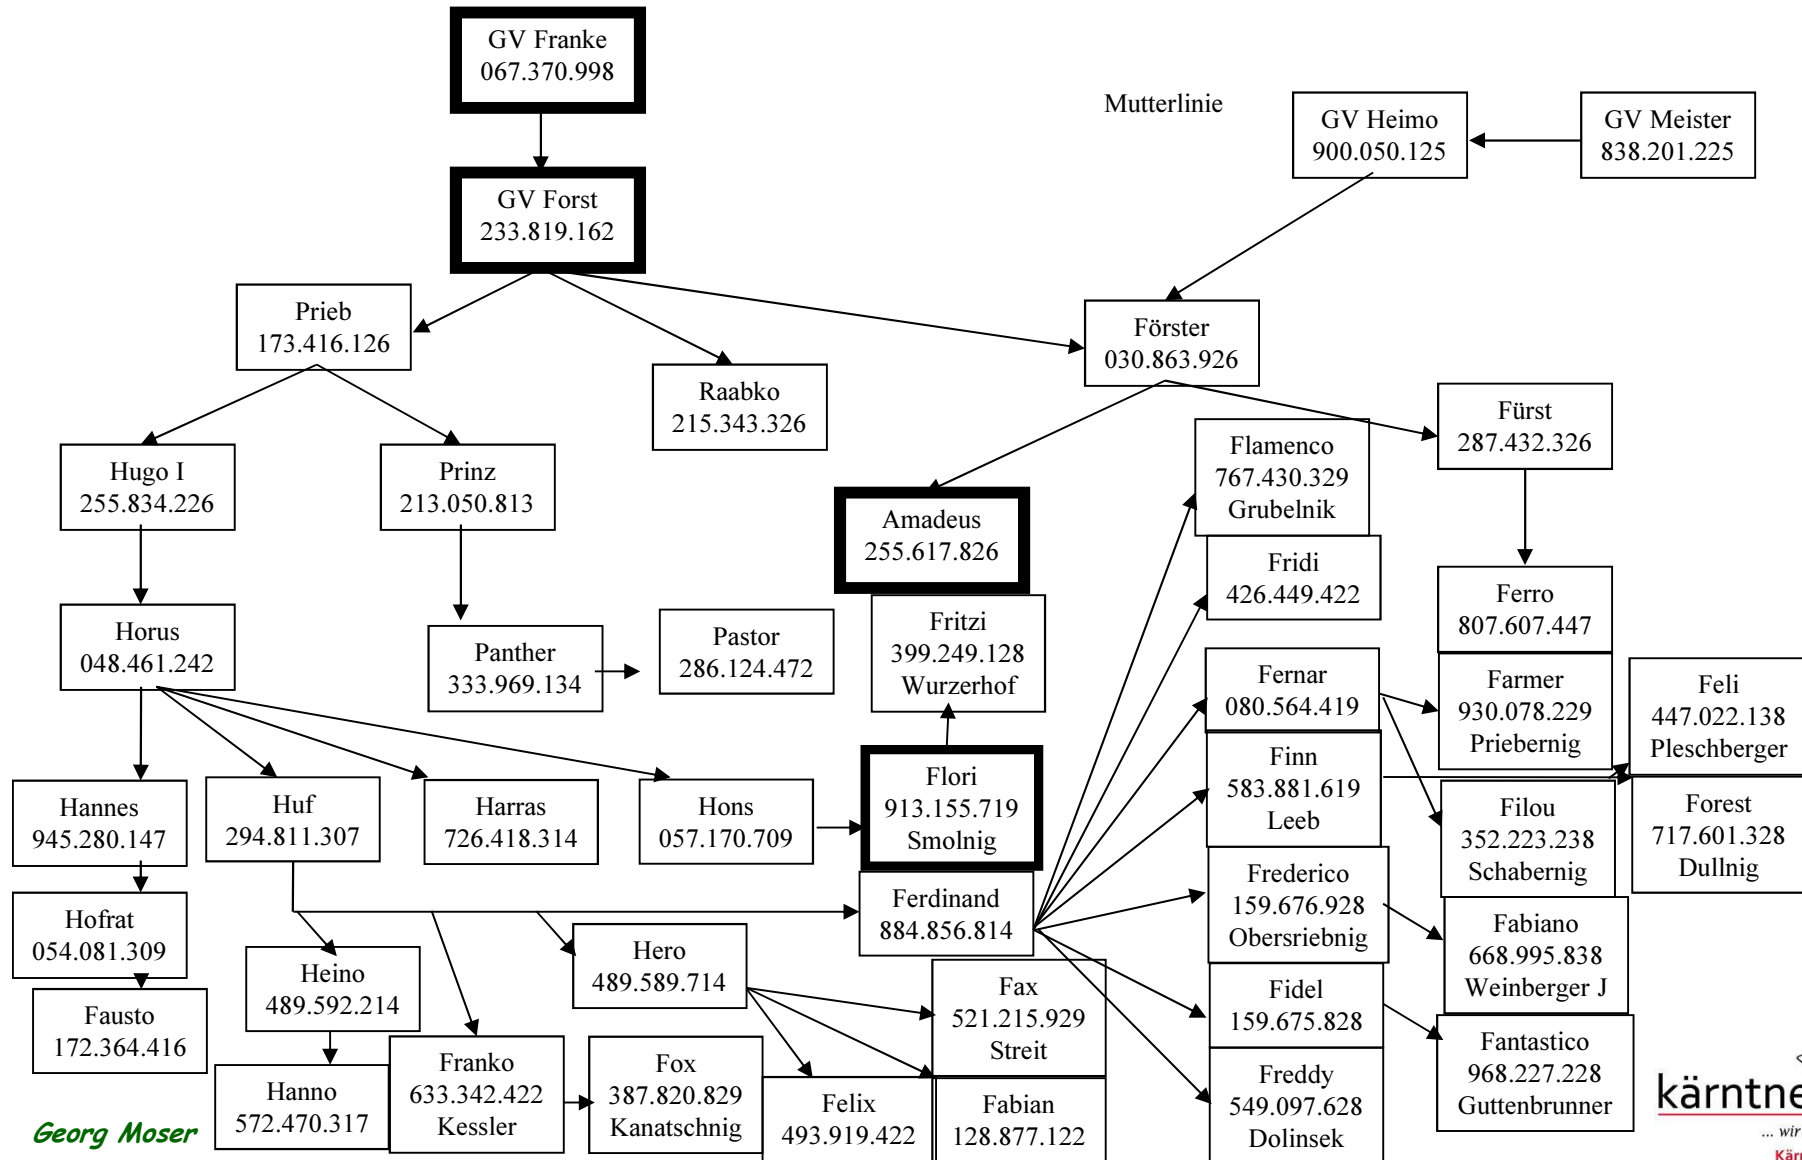 GV Franke
067.370.998
Mutterlinie
GV Heimo
900.050.125
GV Meister
838.201.225
GV Forst
233.819.162
Prieb
173.416.126
Raabko
215.343.326
Förster
030.863.926
Fürst
287.432.326
Hugo I
255.834.226
Prinz
213.050.813
Amadeus
255.617.826
Flamenco
767.430.329
Grubelnik
Fridi
426.449.422
Ferro
807.607.447
Horus
048.461.242
Panther
333.969.134
Pastor
286.124.472
Fritzi
399.249.128
Wurzerhof
Fernar
080.564.419
Farmer
930.078.229
Priebernig
Feli
447.022.138
Pleschberger
Hannes
945.280.147
Huf
294.811.307
Harras
726.418.314
Hons
057.170.709
Flori
913.155.719
Smolnig
Finn
583.881.619
Leeb
Filou
352.223.238
Schabernig
Forest
717.601.328
Dullnig
Hofrat
054.081.309
Ferdinand
884.856.814
Frederico
159.676.928
Obersriebnig
Fabiano
668.995.838
Weinberger J
Heino
489.592.214
Hero
489.589.714
Fax
521.215.929
Streit
Fidel
159.675.828
Fantastico
968.227.228
Guttenbrunner
Fausto
172.364.416
Hanno
572.470.317
Franko
633.342.422
Kessler
Fox
387.820.829
Kanatschnig
Felix
493.919.422
Fabian
128.877.122
Freddy
549.097.628
Dolinsek
Georg Moser
kärntne
... wir
Kär